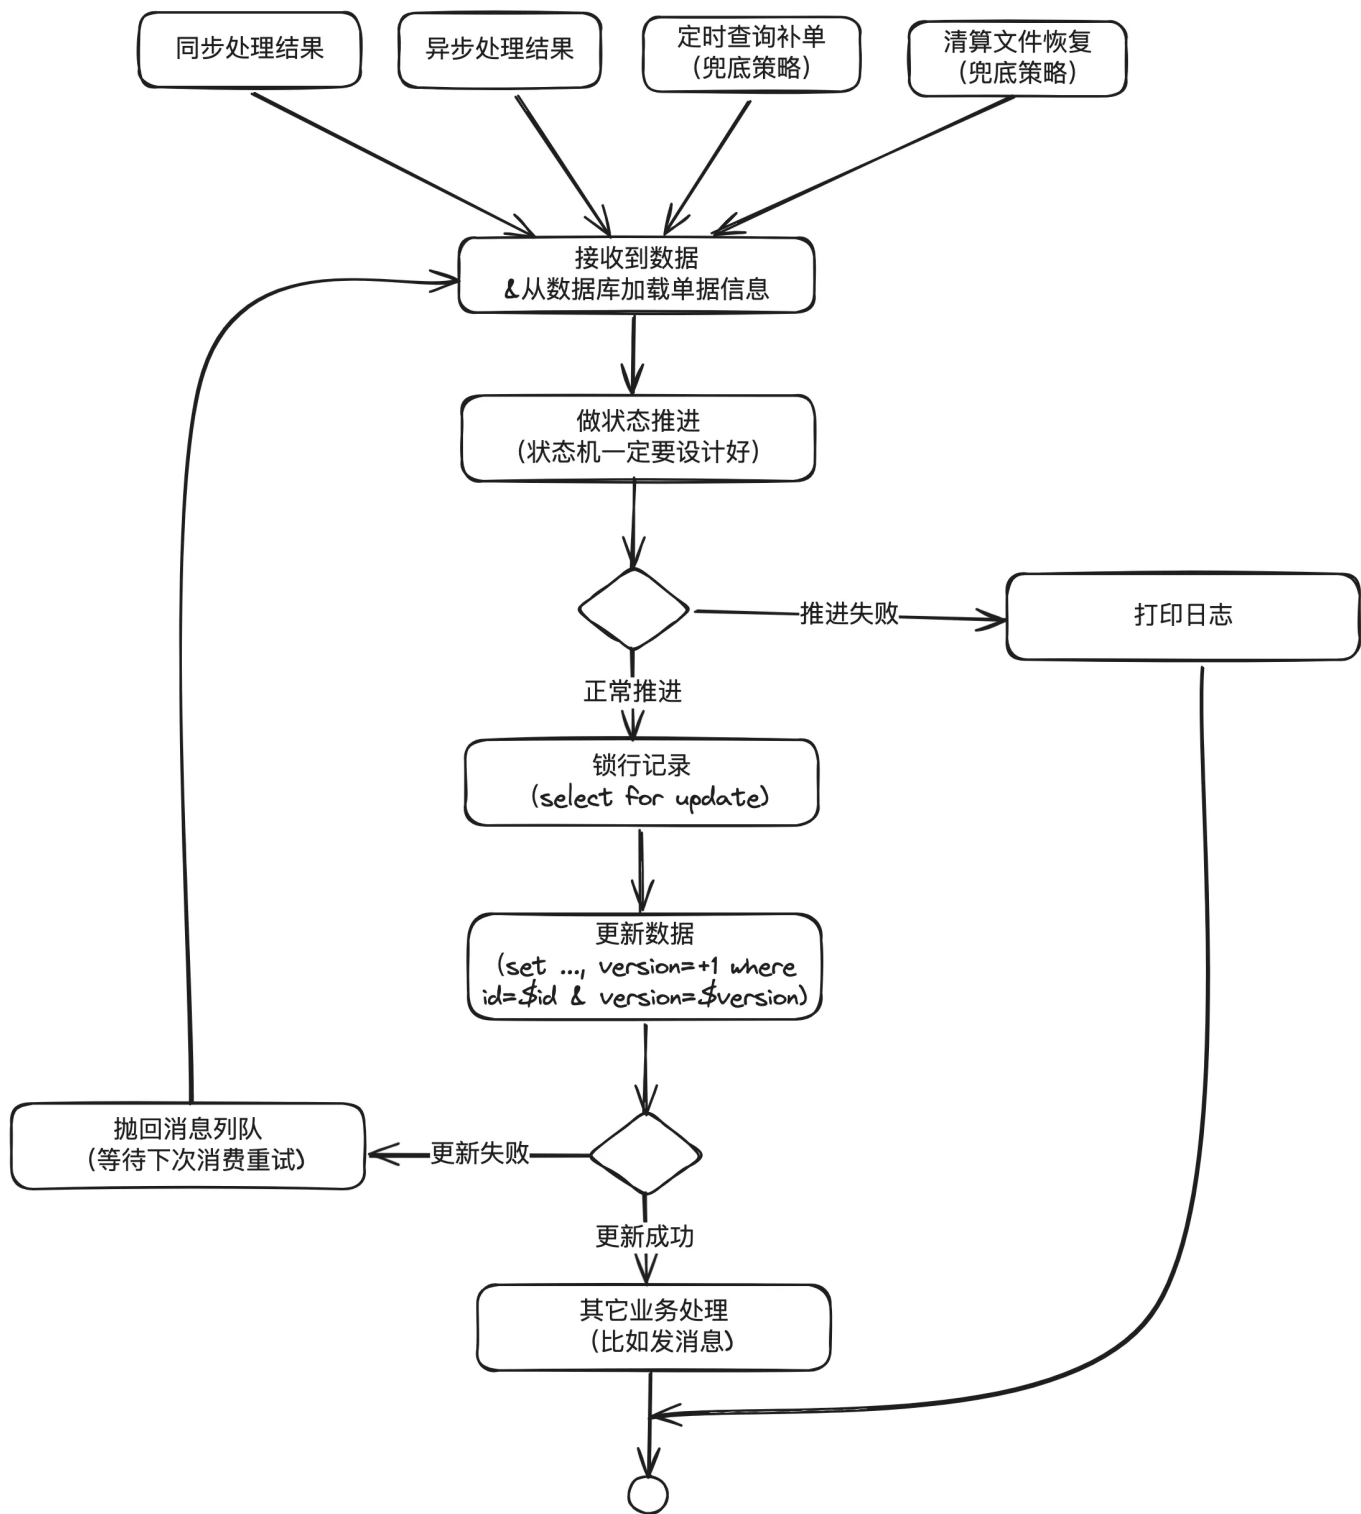 同步处理结果
异步处理结果
定时查询补单
(兜底策略)
清算文件恢复
(兜底策略)
接收到数据
&从数据库加载单据信息
做状态推进
(状态机一定要设计好)
推进失败
打印日志
正常推进
锁行记录
(select for update)
更新数据
(set ..., version=+1 where
id=$id & version=$version)
抛回消息列队
(等待下次消费重试)
更新失败
更新成功
其它业务处理
(比如发消息)